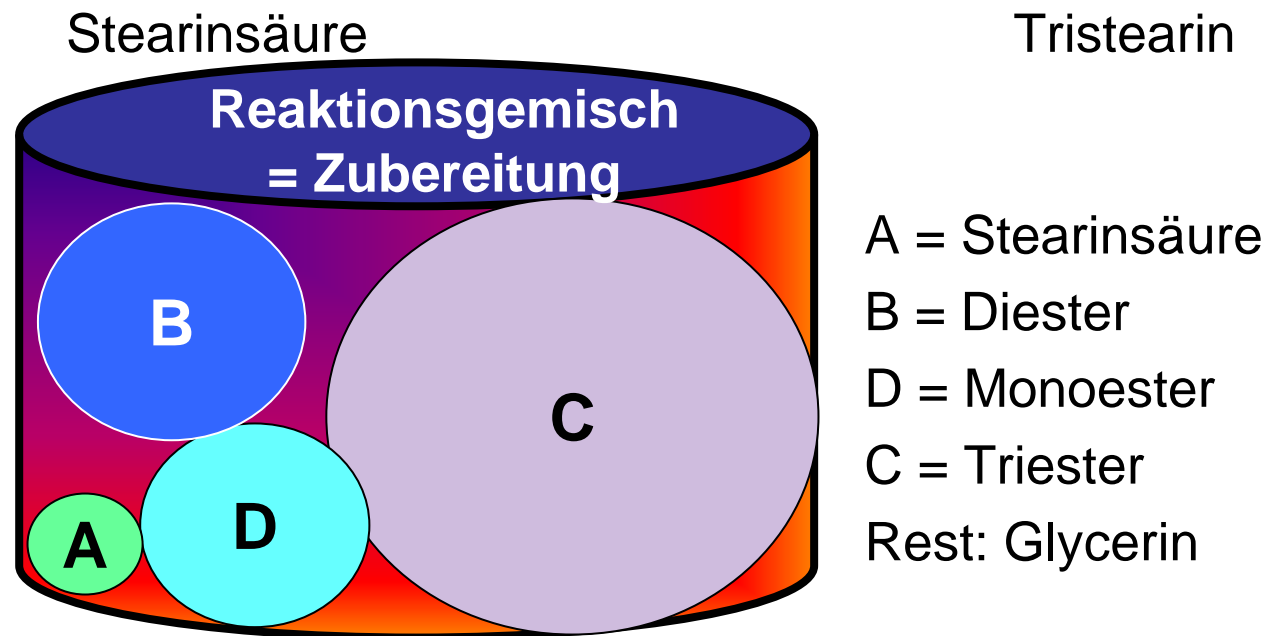 Stearinsäure
Tristearin
Reaktionsgemisch
= Zubereitung
B
C
A
D
A = Stearinsäure
B = Diester
D = Monoester
C = Triester
Rest: Glycerin